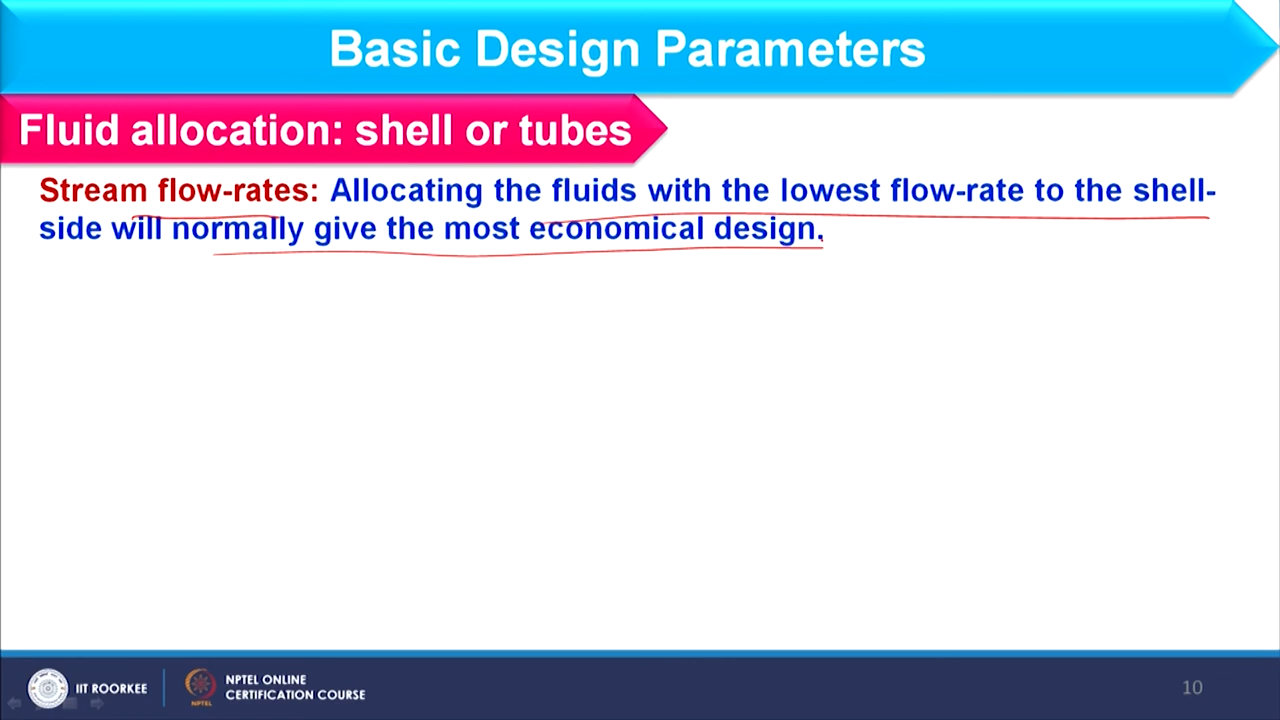 Basic Design Parameters
Fluid allocation: shell or tubes
Stream flow-rates: Allocating the fluids with the lowest flow-rate to the shell-
side will normally give the most economical design.
IIT ROORKEE
NPTEL ONLINE
CERTIFICATION COURSE
NPTEL
10